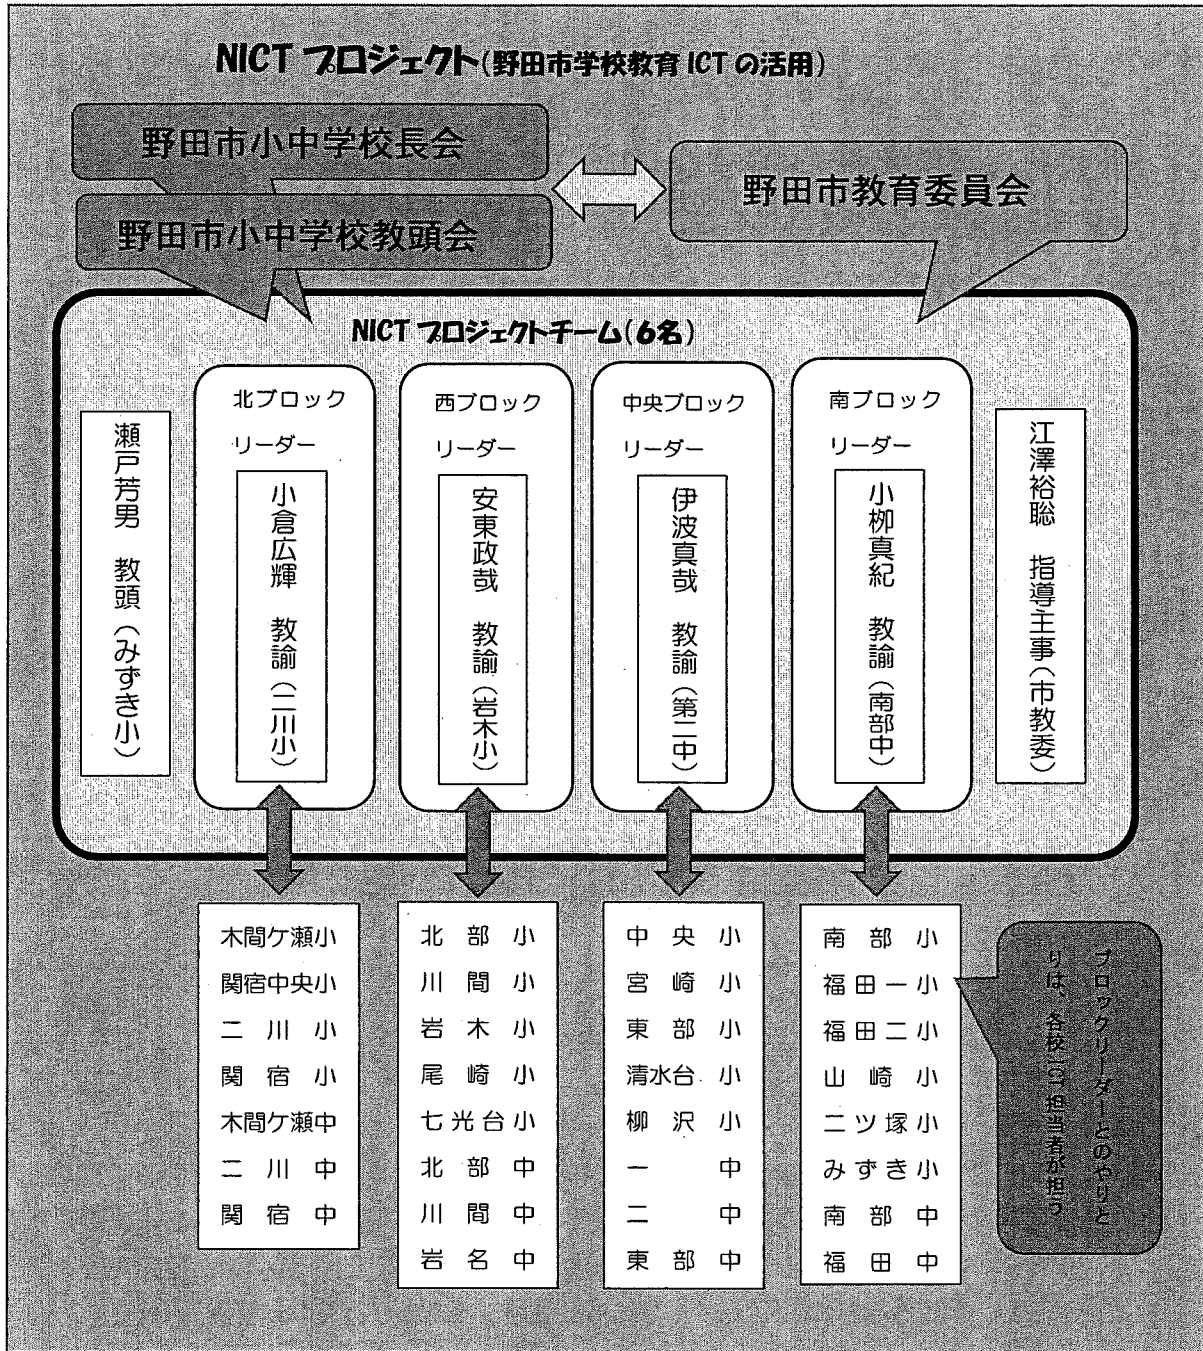 NICT プロジェクト(野田市学校教育 ICT の活用)
野田市小中学校長会
野田市小中学校教頭会
野田市教育委員会
NICT プロジェクトチーム(6名)
瀬戸芳男 教頭(みずき小)
北ブロック
リーダー
小倉広輝 教諭(二川小)
西ブロック
リーダー
安東政哉 教諭(岩木小)
中央ブロック
リーダー
伊波真哉 教諭(第二中)
南ブロック
リーダー
小栁真紀 教諭(南部中)
江澤裕聡 指導主事(市教委)
木間ケ瀬小
関宿中央小
二川小
関宿小
木間ケ瀬中
二川中
関宿中
北部小
川間小
岩木小
尾崎小
七光台小
北部中
川間中
岩名中
中央小
宮崎小
東部小
清水台小
柳沢小
一中
二中
東部中
南部小
福田一小
福田二小
山崎小
二ツ塚小
みずき小
南部中
福田中
ブロックリーダーとのやりと
りは、各校 ICT 担当者が担う